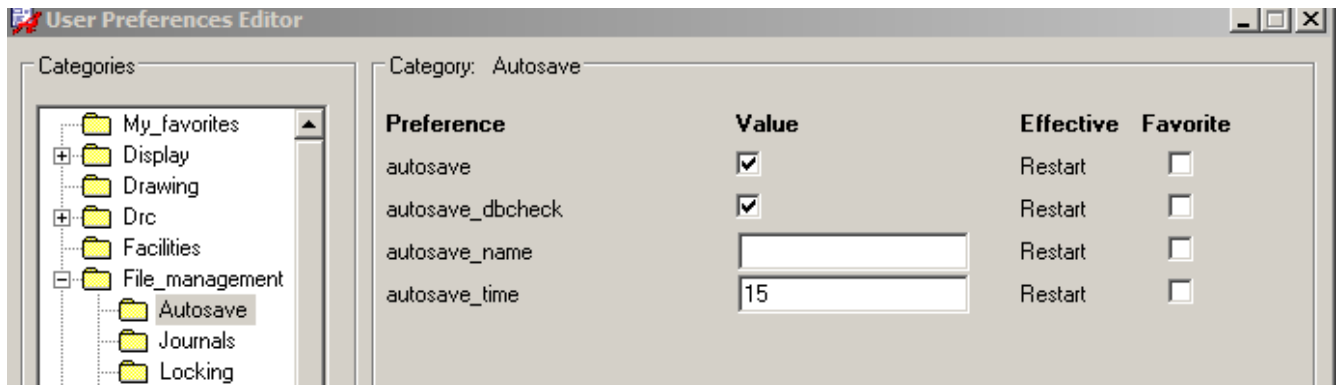 User Preferences Editor
Categories
My_favorites
Display
Drawing
Drc
Facilities
File_management
Autosave
Journals
Locking
Category: Autosave
Preference Value Effective Favorite
autosave Restart
autosave_dbcheck Restart
autosave_name Restart
autosave_time 15 Restart